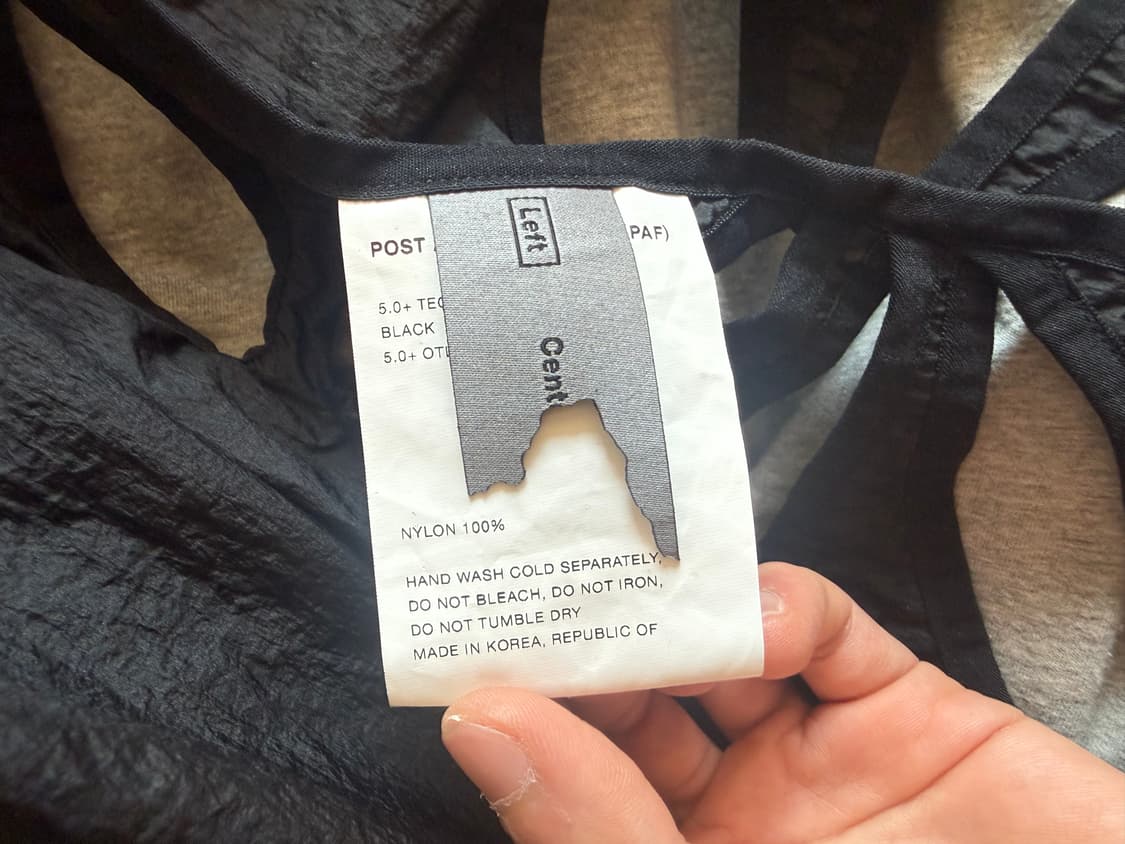 POST PAF)
5.0+ TEC
BLACK
5.0+ OTL
Left
Cent
NYLON 100%
HAND WASH COLD SEPARATELY,
DO NOT BLEACH, DO NOT IRON,
DO NOT TUMBLE DRY
MADE IN KOREA, REPUBLIC OF